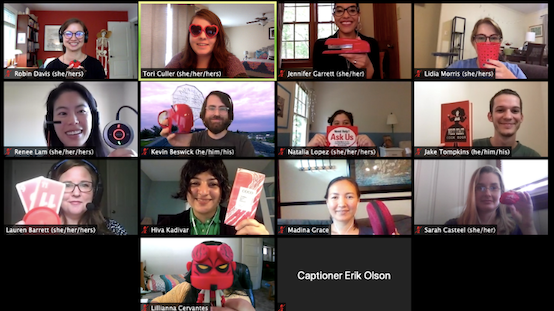 Robin Davis (she/her)
Tori Culler (she/her/hers)
Jennifer Garrett (she/her)
Lidia Morris (she/her/hers)
Renee Lam (she/her/hers)
Kevin Beswick (he/him/his)
Ask Us
Natalia Lopez (she/her/hers)
Jake Tompkins (he/him/his)
Lauren Barrett (she/her/hers)
Hiva Kadivar
Madina Grace
Sarah Casteel (she/her)
Lillianna Cervantes
Captioner Erik Olson